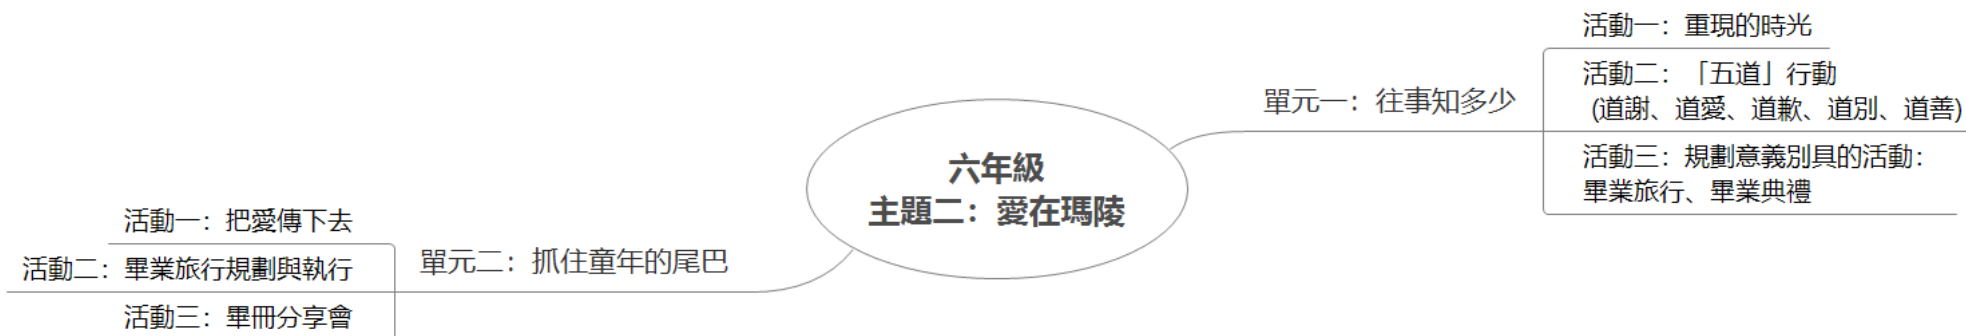 六年級
主題二：愛在瑪陵
單元一：往事知多少
活動一：重現的時光
活動二：「五道」行動
(道謝、道愛、道歉、道別、道善)
活動三：規劃意義別具的活動：
畢業旅行、畢業典禮
單元二：抓住童年的尾巴
活動一：把愛傳下去
活動二：畢業旅行規劃與執行
活動三：畢冊分享會